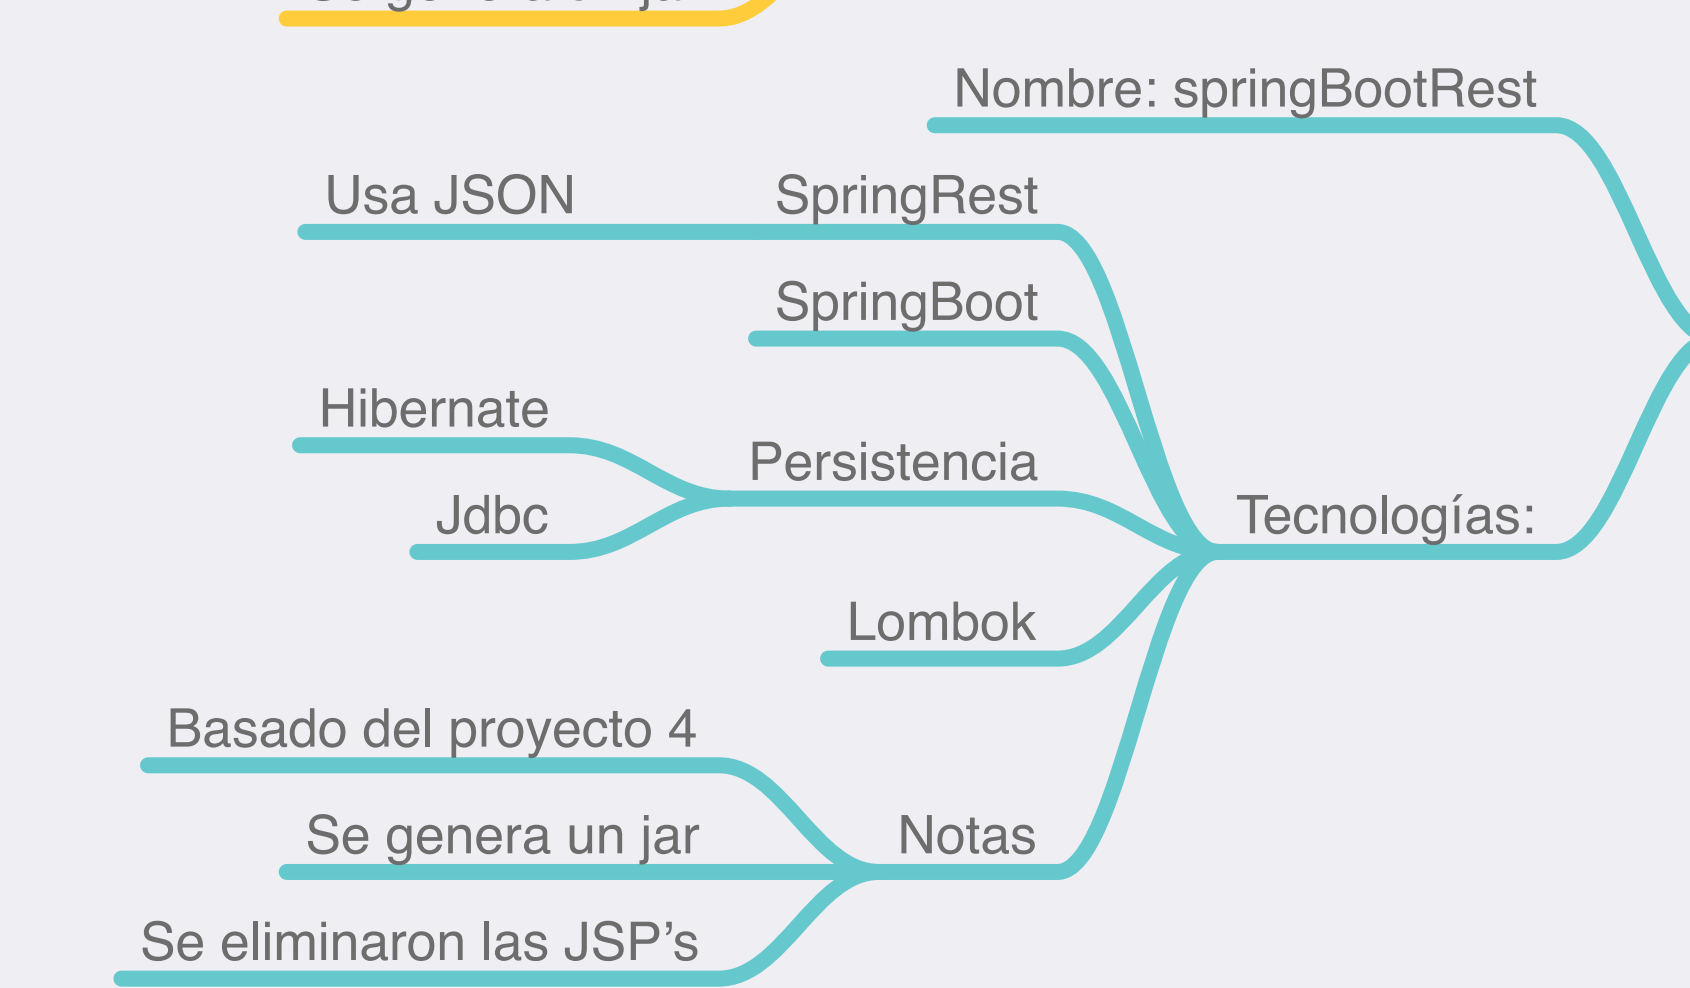 Nombre: springBootRest
Usa JSON
SpringRest
SpringBoot
Hibernate
Persistencia
Jdbc
Tecnologías:
Lombok
Basado del proyecto 4
Se genera un jar
Notas
Se eliminaron las JSP’s